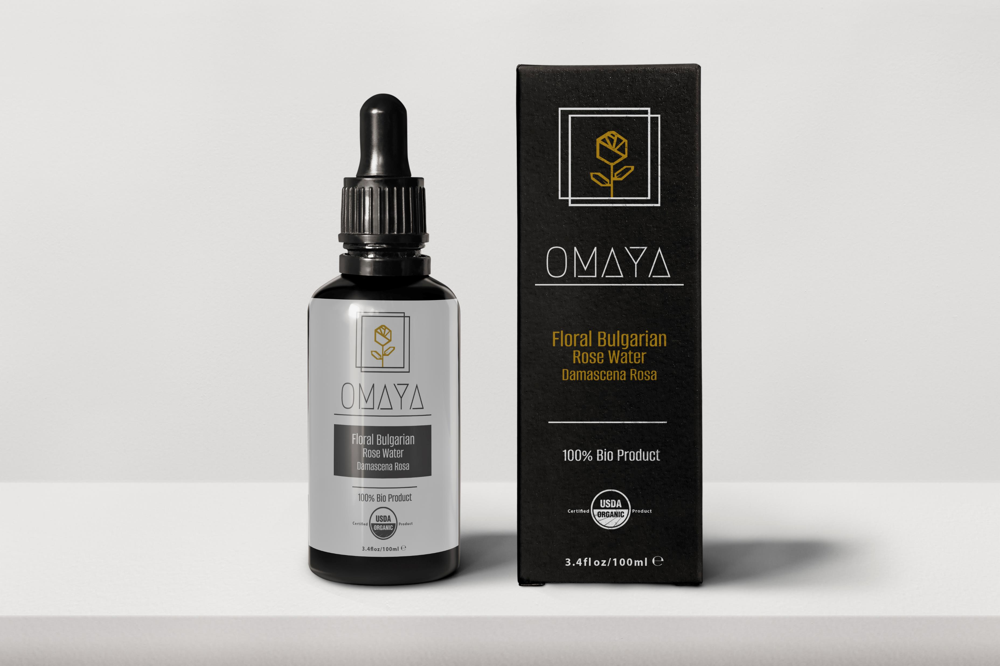 OMAYA
Floral Bulgarian
Rose Water
Damascena Rosa
100% Bio Product
Certified USDA ORGANIC Product
3.4floz/100ml ℮
OMAYA
Floral Bulgarian
Rose Water
Damascena Rosa
100% Bio Product
Certified USDA ORGANIC Product
3.4fl oz/100ml ℮